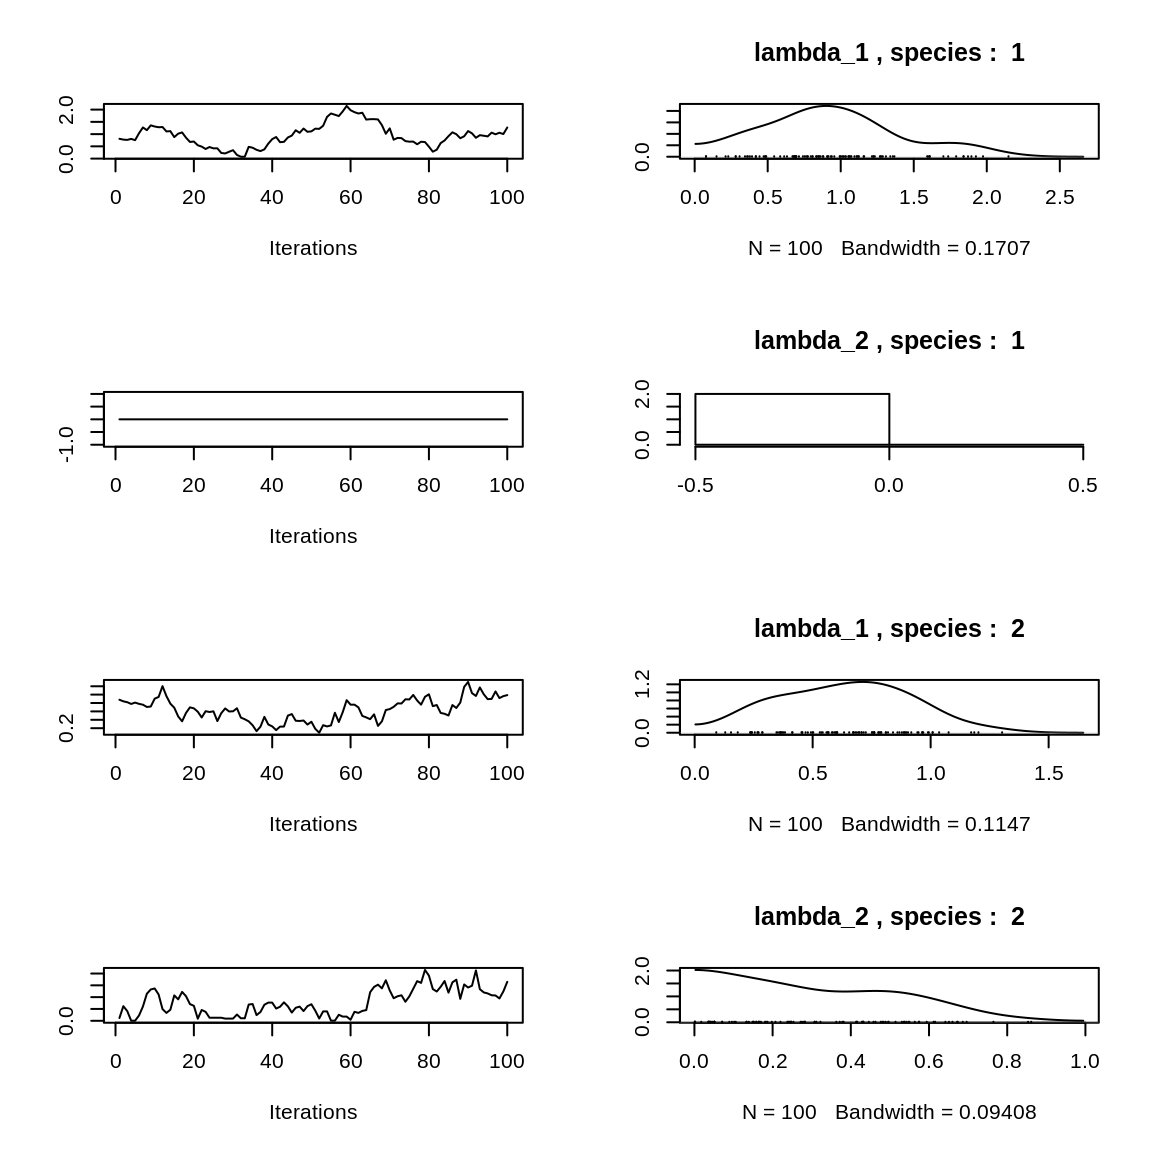 lambda_1 , species : 1
2.0
0.0
0 20 40 60 80 100
Iterations
0.0
0.0 0.5 1.0 1.5 2.0 2.5
N = 100 Bandwidth = 0.1707
lambda_2 , species : 1
-1.0
0 20 40 60 80 100
Iterations
2.0
0.0
-0.5 0.0 0.5
lambda_1 , species : 2
0.2
0 20 40 60 80 100
Iterations
1.2
0.0
0.0 0.5 1.0 1.5
N = 100 Bandwidth = 0.1147
lambda_2 , species : 2
0.0
0 20 40 60 80 100
Iterations
2.0
0.0
0.0 0.2 0.4 0.6 0.8 1.0
N = 100 Bandwidth = 0.09408